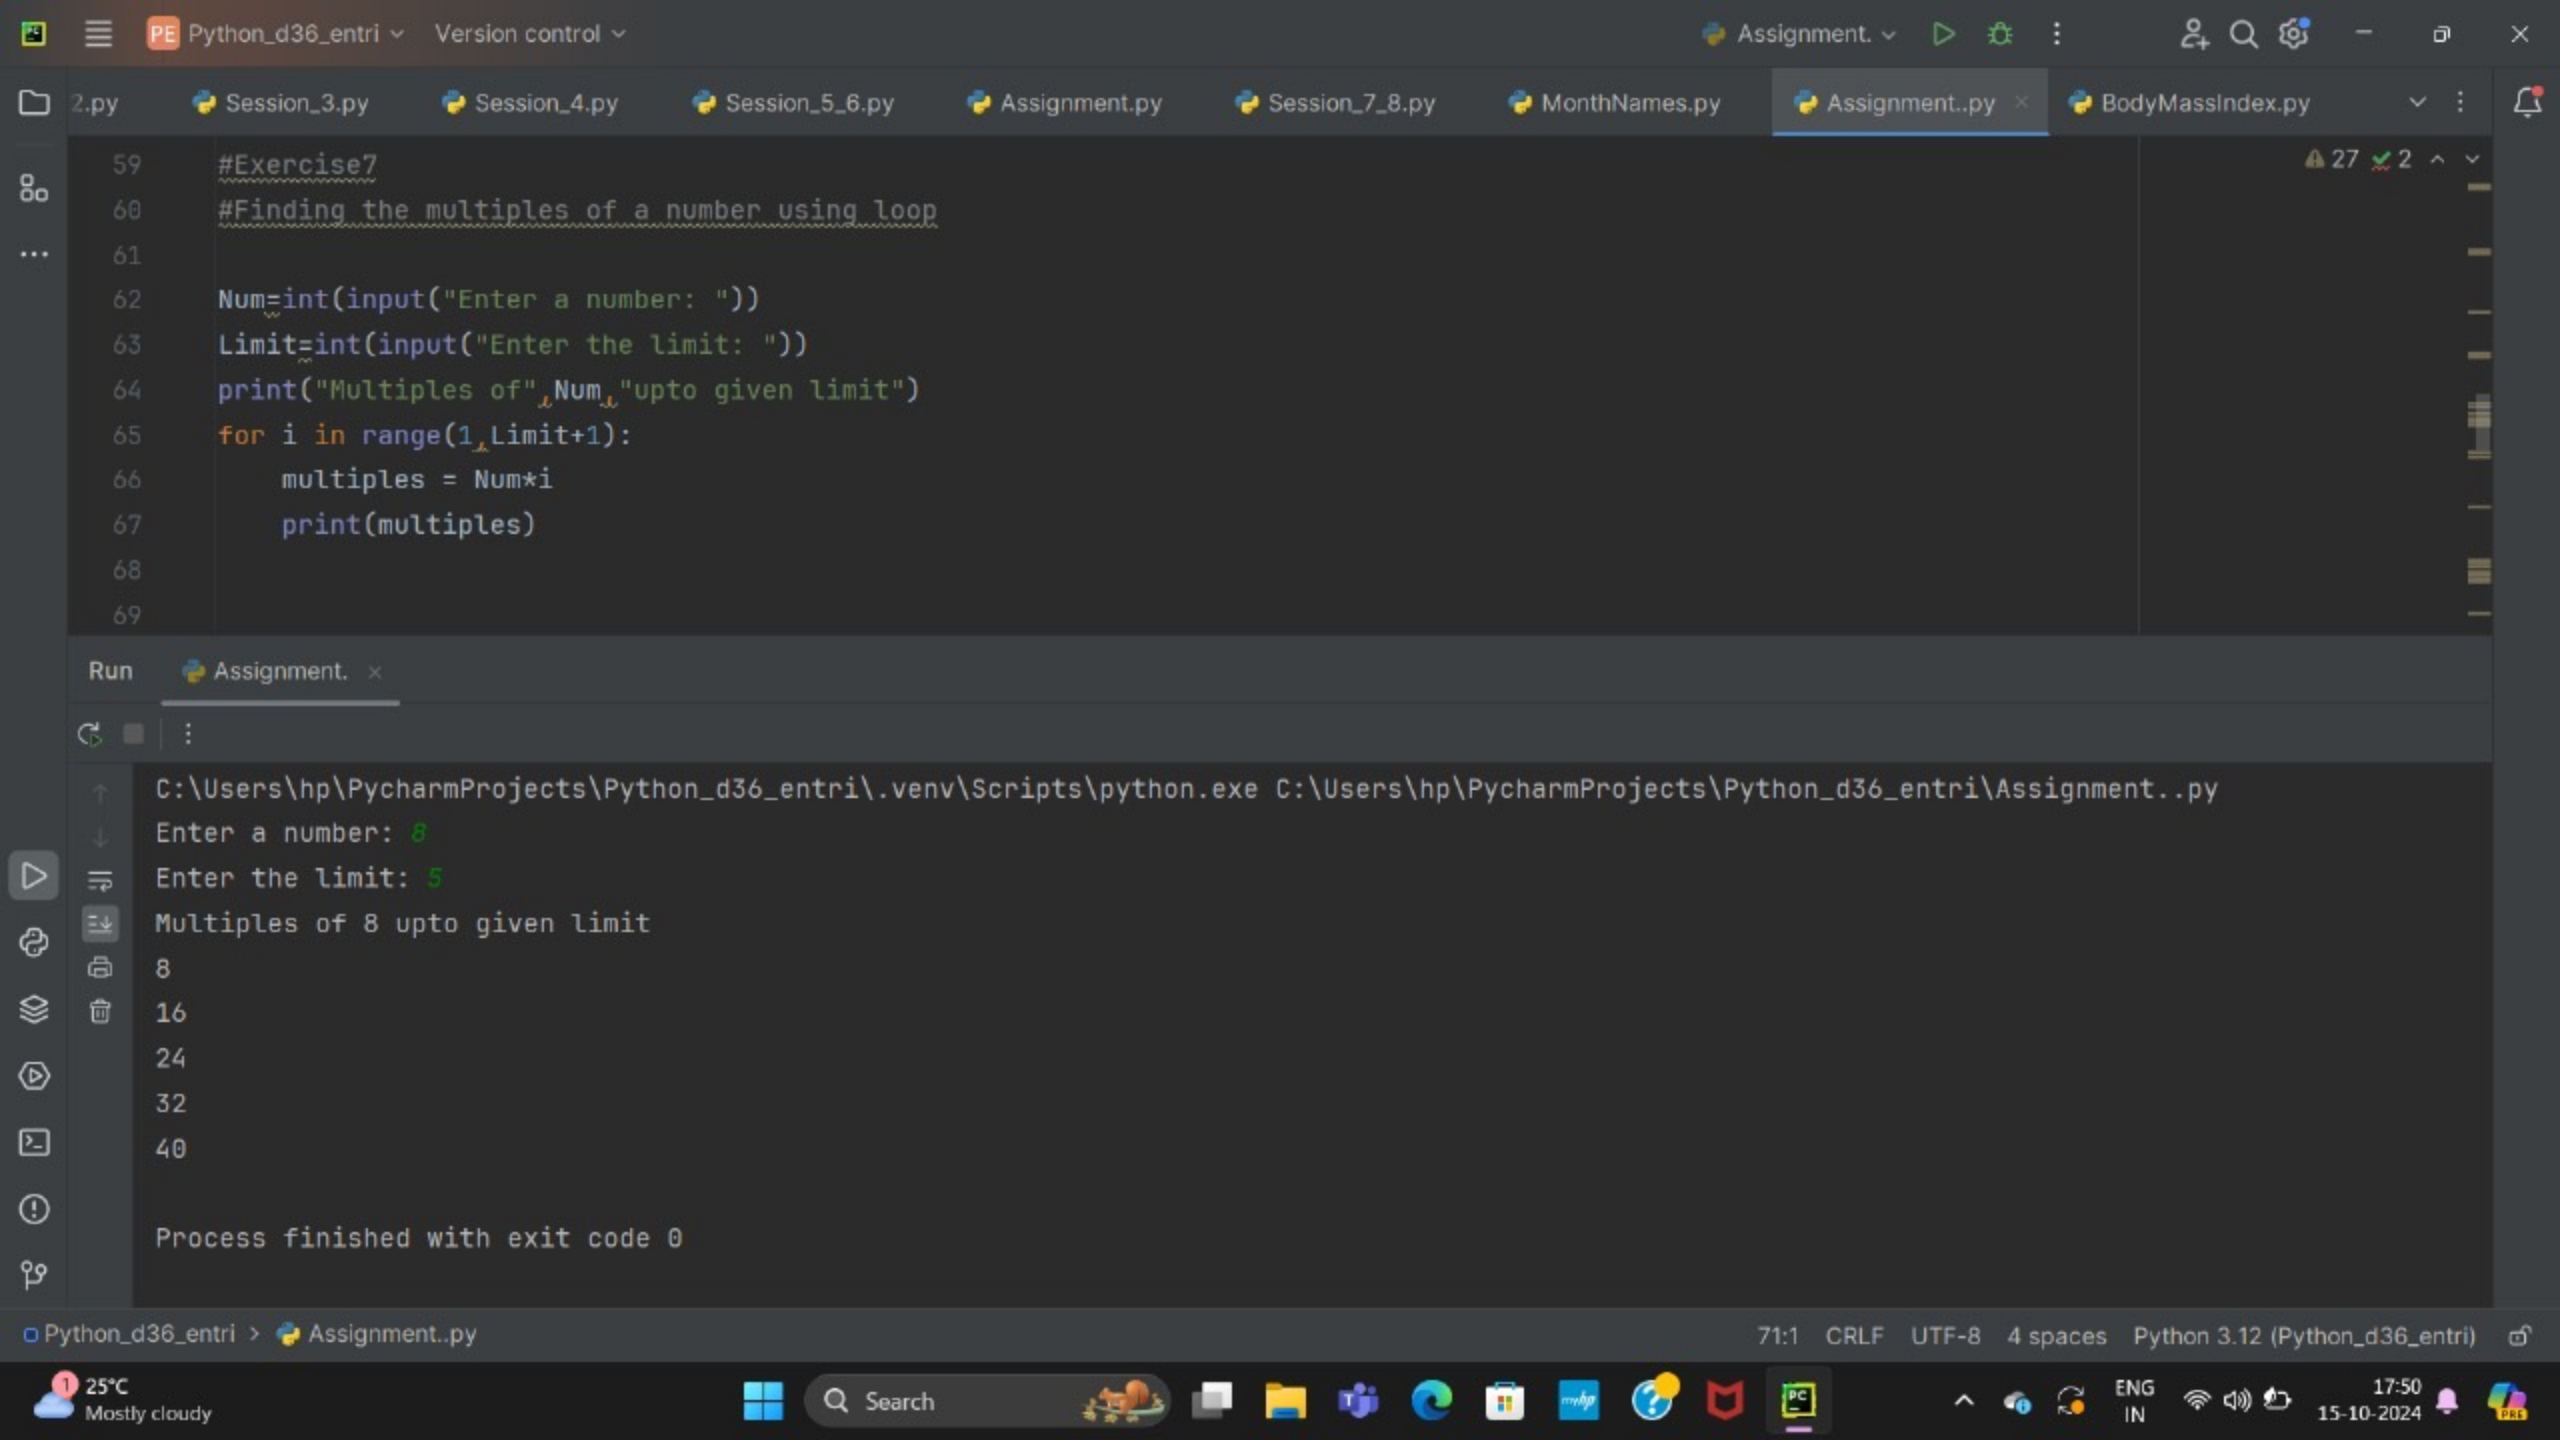 PC
PE Python_d36_entri Version control Assignment.
2.py Session_3.py Session_4.py Session_5_6.py Assignment.py Session_7_8.py MonthNames.py Assignment..py BodyMassIndex.py
27 2
59 #Exercise7
60 #Finding the multiples of a number using loop
61
62 Num=int(input("Enter a number: "))
63 Limit=int(input("Enter the limit: "))
64 print("Multiples of",Num,"upto given limit")
65 for i in range(1,Limit+1):
66     multiples = Num*i
67     print(multiples)
68
69
Run Assignment.
C:\Users\hp\PycharmProjects\Python_d36_entri\.venv\Scripts\python.exe C:\Users\hp\PycharmProjects\Python_d36_entri\Assignment..py
Enter a number: 8
Enter the limit: 5
Multiples of 8 upto given limit
8
16
24
32
40
Process finished with exit code 0
Python_d36_entri > Assignment..py 71:1 CRLF UTF-8 4 spaces Python 3.12 (Python_d36_entri)
1 25°C
Mostly cloudy
Search
myhp
PC
ENG
IN
17:50
15-10-2024
PRE